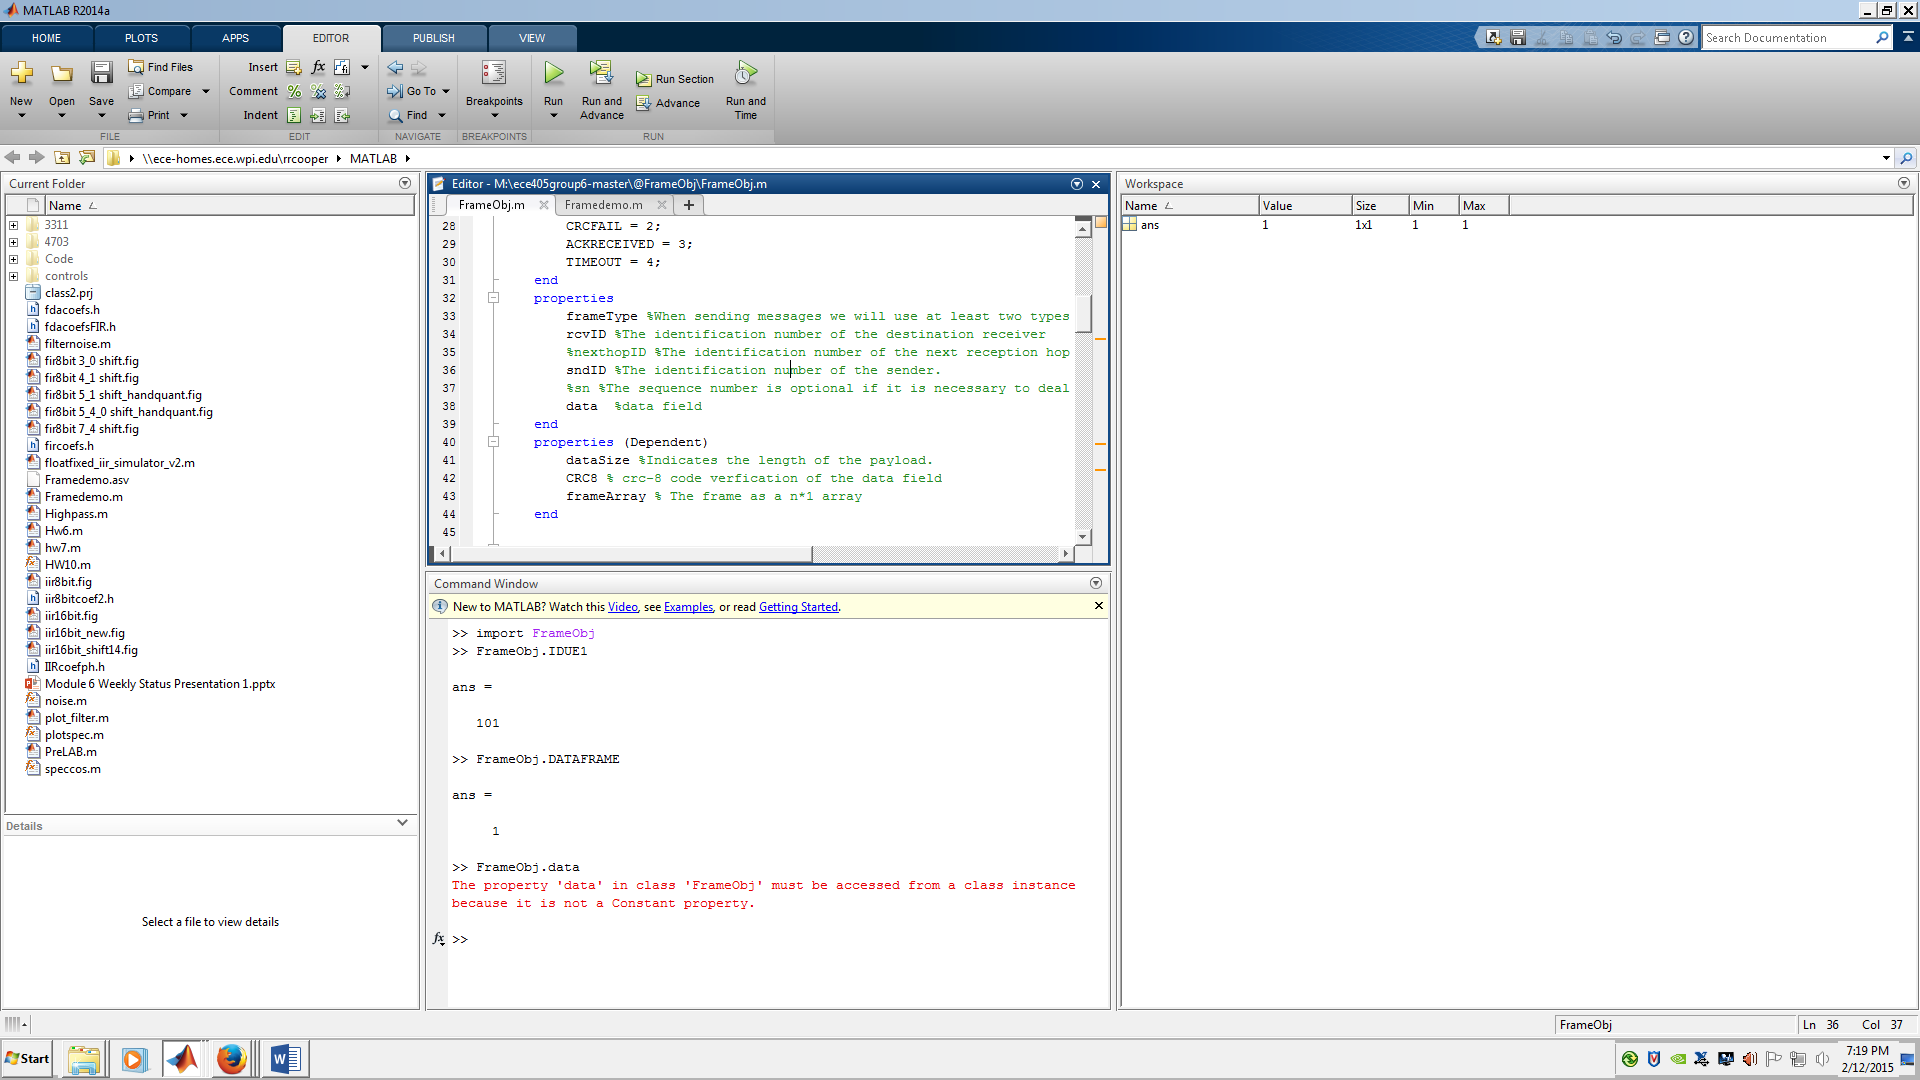 MATLAB R2014a
HOME PLOTS APPS EDITOR PUBLISH VIEW
Search Documentation
New Open Save Find Files Compare Print
FILE
Insert fx
Comment
Indent
EDIT
Go To
Find
NAVIGATE
Breakpoints
BREAKPOINTS
Run Run and Advance Run Section Advance Run and Time
RUN
\\ece-homes.ece.wpi.edu\rrcooper MATLAB
Current Folder
Name
3311
4703
Code
controls
class2.prj
fdacoefs.h
fdacoefsFIR.h
filternoise.m
fir8bit 3_0 shift.fig
fir8bit 4_1 shift.fig
fir8bit 5_1 shift_handquant.fig
fir8bit 5_4_0 shift_handquant.fig
fir8bit 7_4 shift.fig
fircoefs.h
floatfixed_iir_simulator_v2.m
Framedemo.asv
Framedemo.m
Highpass.m
Hw6.m
hw7.m
HW10.m
iir8bit.fig
iir8bitcoef2.h
iir16bit.fig
iir16bit_new.fig
iir16bit_shift14.fig
IIRcoefph.h
Module 6 Weekly Status Presentation 1.pptx
noise.m
plot_filter.m
plotspec.m
PreLAB.m
speccos.m
Details
Select a file to view details
Editor - M:\ece405group6-master\@FrameObj\FrameObj.m
FrameObj.m Framedemo.m
28 CRCFAIL = 2;
29 ACKRECEIVED = 3;
30 TIMEOUT = 4;
31 end
32 properties
33 frameType %When sending messages we will use at least two types
34 rcvID %The identification number of the destination receiver
35 %nexthopID %The identification number of the next reception hop
36 sndID %The identification number of the sender.
37 %sn %The sequence number is optional if it is necessary to deal
38 data %data field
39 end
40 properties (Dependent)
41 dataSize %Indicates the length of the payload.
42 CRC8 % crc-8 code verfication of the data field
43 frameArray % The frame as a n*1 array
44 end
45
Command Window
New to MATLAB? Watch this Video, see Examples, or read Getting Started.
>> import FrameObj
>> FrameObj.IDUE1
ans =
101
>> FrameObj.DATAFRAME
ans =
1
>> FrameObj.data
The property 'data' in class 'FrameObj' must be accessed from a class instance
because it is not a Constant property.
fx >>
Workspace
Name Value Size Min Max
ans 1 1x1 1 1
FrameObj Ln 36 Col 37
Start
7:19 PM
2/12/2015